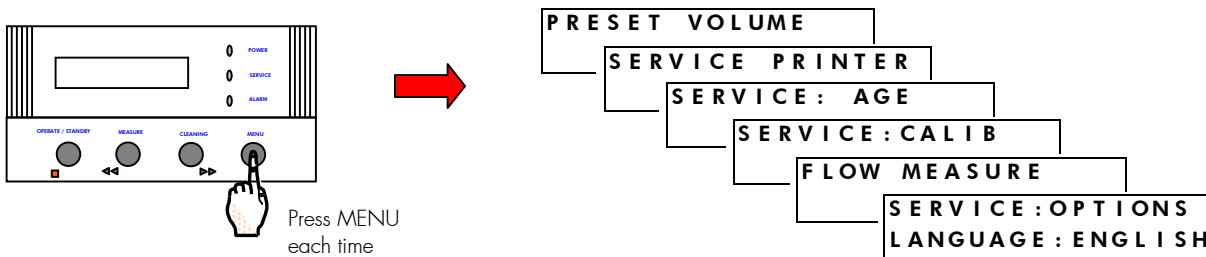 POWER
SERVICE
ALARM
OPERATE / STANDBY MEASURE CLEANING MENU
Press MENU
each time
PRESET VOLUME
SERVICE PRINTER
SERVICE: AGE
SERVICE:CALIB
FLOW MEASURE
SERVICE:OPTIONS
LANGUAGE:ENGLISH